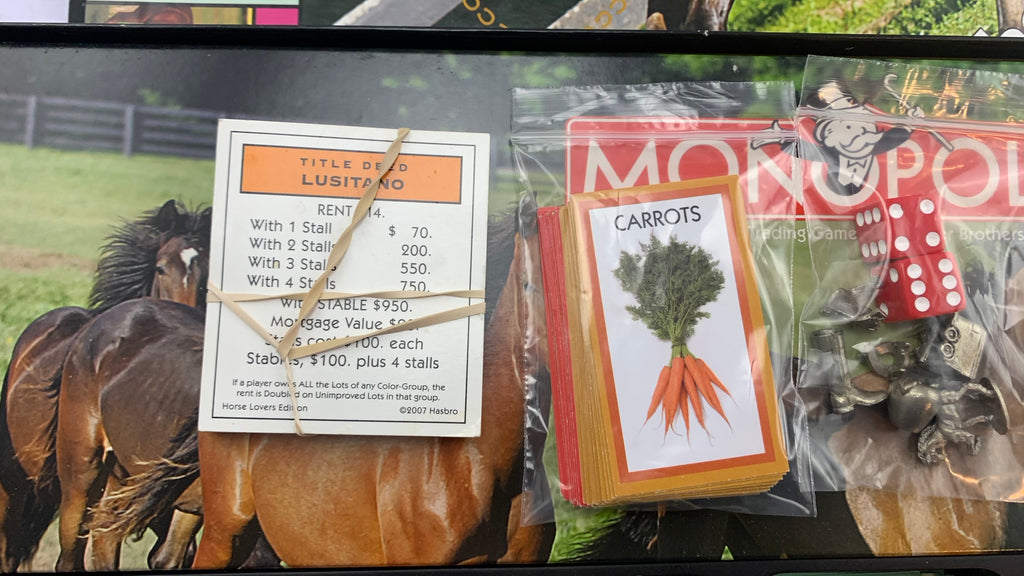 TITLE DEED
LUSITANO
RENT $14.
With 1 Stall $ 70.
With 2 Stalls 200.
With 3 Stalls 550.
With 4 Stalls 750.
With STABLE $950.
Mortgage Value
Stalls cost $100. each
Stables, $100. plus 4 stalls
If a player owns ALL the Lots of any Color-Group, the
rent is Doubled on Unimproved Lots in that group.
Horse Lovers Edition ©2007 Hasbro
CARROTS
MONOPOL
Trading Game Brothers